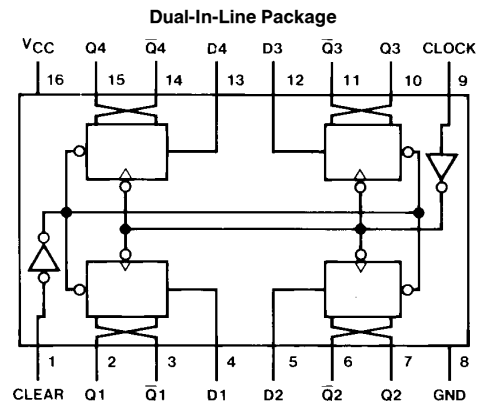 Dual-In-Line Package
VCC Q4 Q̅4 D4 D3 Q̅3 Q3 CLOCK
16 15 14 13 12 11 10 9
1 2 3 4 5 6 7 8
CLEAR Q1 Q̅1 D1 D2 Q̅2 Q2 GND